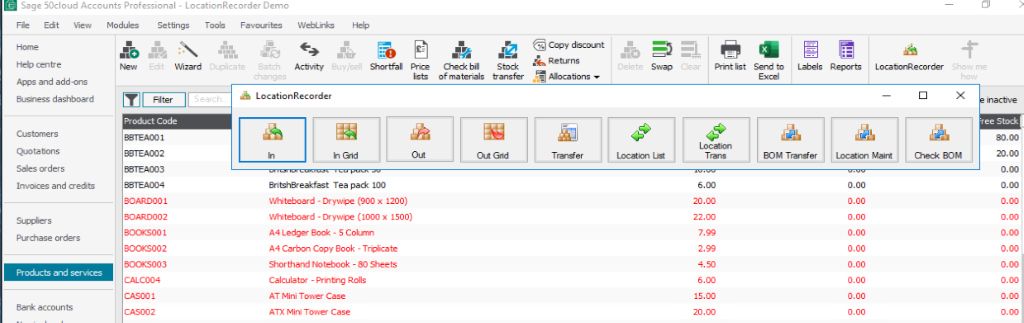 Sage 50cloud Accounts Professional - LocationRecorder Demo
File Edit View Modules Settings Tools Favourites WebLinks Help
Home
Help centre
Apps and add-ons
Business dashboard
Customers
Quotations
Sales orders
Invoices and credits
Suppliers
Purchase orders
Products and services
Bank accounts
New Edit Wizard Duplicate Batch changes Activity Buy/sell Shortfall Price lists Check bill of materials Stock transfer
Copy discount
Returns
Allocations
Delete Swap Clear Print list Send to Excel Labels Reports LocationRecorder Show me how
Filter Search... inactive
LocationRecorder
In In Grid Out Out Grid Transfer Location List Location Trans BOM Transfer Location Maint Check BOM
Product Code Free Stock
BBTEA001 80.00
BBTEA002 20.00
BBTEA003 0.00
BBTEA004 BritshBreakfast Tea pack 100 6.00 0.00 0.00
BOARD001 Whiteboard - Drywipe (900 x 1200) 20.00 0.00 0.00
BOARD002 Whiteboard - Drywipe (1000 x 1500) 22.00 0.00 0.00
BOOKS001 A4 Ledger Book - 5 Column 7.99 0.00 0.00
BOOKS002 A4 Carbon Copy Book - Triplicate 2.99 0.00 0.00
BOOKS003 Shorthand Notebook - 80 Sheets 4.50 0.00 0.00
CALC004 Calculator - Printing Rolls 6.00 0.00 0.00
CAS001 AT Mini Tower Case 15.00 0.00 0.00
CAS002 ATX Mini Tower Case 20.00 0.00 0.00